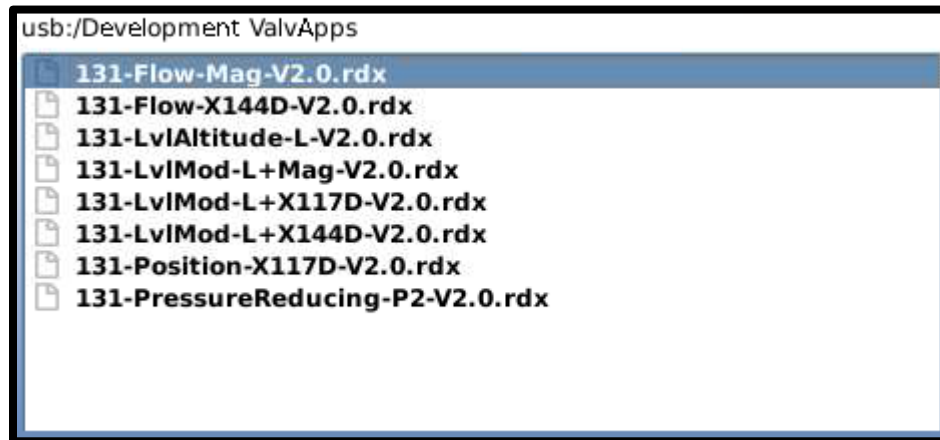 usb:/Development ValvApps
131-Flow-Mag-V2.0.rdx
131-Flow-X144D-V2.0.rdx
131-LvlAltitude-L-V2.0.rdx
131-LvlMod-L+Mag-V2.0.rdx
131-LvlMod-L+X117D-V2.0.rdx
131-LvlMod-L+X144D-V2.0.rdx
131-Position-X117D-V2.0.rdx
131-PressureReducing-P2-V2.0.rdx